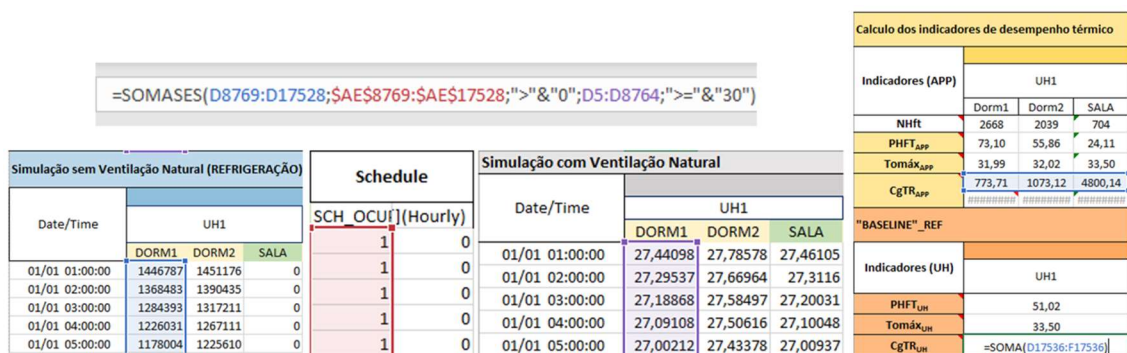 =SOMASES(D8769:D17528;$AE$8769:$AE$17528;">"&"0";D5:D8764;">="&"30")
Simulação sem Ventilação Natural (REFRIGERAÇÃO)
Date/Time
UH1
DORM1 DORM2 SALA
01/01 01:00:00 1446787 1451176 0
01/01 02:00:00 1368483 1390435 0
01/01 03:00:00 1284393 1317211 0
01/01 04:00:00 1226031 1267111 0
01/01 05:00:00 1178004 1225610 0
Schedule
SCH_OCUF](Hourly)
1 0
1 0
1 0
1 0
1 0
Simulação com Ventilação Natural
Date/Time
UH1
DORM1 DORM2 SALA
01/01 01:00:00 27,44098 27,78578 27,46105
01/01 02:00:00 27,29537 27,66964 27,3116
01/01 03:00:00 27,18868 27,58497 27,20031
01/01 04:00:00 27,09108 27,50616 27,10048
01/01 05:00:00 27,00212 27,43378 27,00937
Calculo dos indicadores de desempenho térmico
Indicadores (APP)
UH1
Dorm1 Dorm2 SALA
NHft 2668 2039 704
PHFT_APP 73,10 55,86 24,11
Tomáx_APP 31,99 32,02 33,50
CgTR_APP 773,71 1073,12 4800,14
######## ######## ########
"BASELINE"_REF
Indicadores (UH)
UH1
PHFT_UH 51,02
Tomáx_UH 33,50
CgTR_UH =SOMA(D17536:F17536)